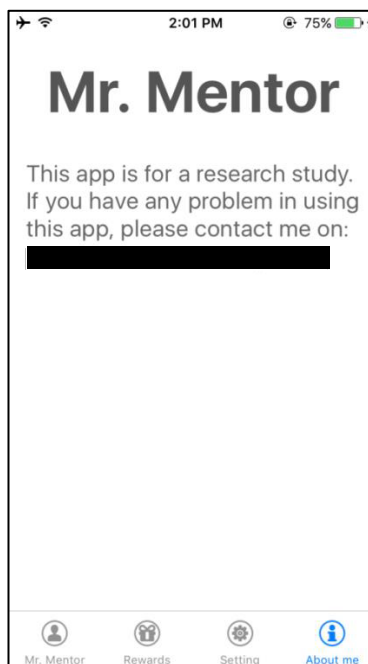 2:01 PM 75%
Mr. Mentor
This app is for a research study.
If you have any problem in using
this app, please contact me on:
Mr. Mentor Rewards Setting About me